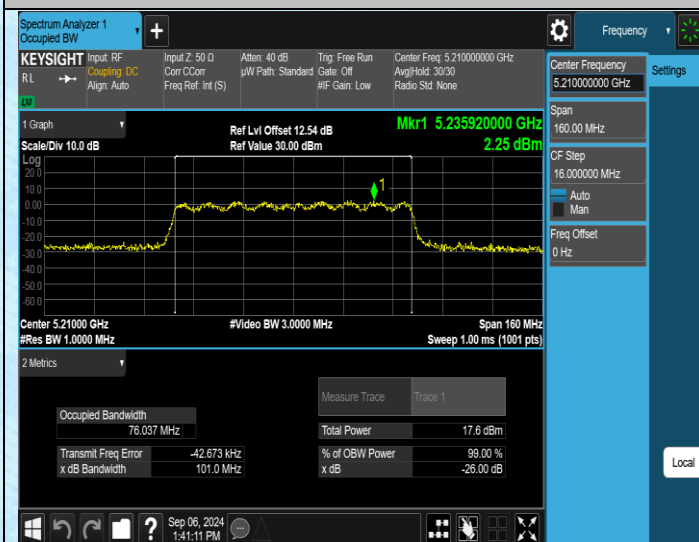 Spectrum Analyzer 1
Occupied BW
Frequency
KEYSIGHT
Input: RF
Coupling: DC
Align: Auto
RL
LXI
Input Z: 50 Ω
Corr CCorr
Freq Ref: Int (S)
Atten: 40 dB
µW Path: Standard
Trig: Free Run
Gate: Off
#IF Gain: Low
Center Freq: 5.210000000 GHz
Avg|Hold: 30/30
Radio Std: None
Center Frequency
5.210000000 GHz
Settings
Span
160.00 MHz
CF Step
16.000000 MHz
Auto
Man
Freq Offset
0 Hz
Local
1 Graph
Scale/Div 10.0 dB
Ref Lvl Offset 12.54 dB
Ref Value 30.00 dBm
Mkr1 5.235920000 GHz
2.25 dBm
Log
20.0
10.0
0.00
-10.0
-20.0
-30.0
-40.0
-50.0
-60.0
1
Center 5.21000 GHz
#Res BW 1.0000 MHz
#Video BW 3.0000 MHz
Span 160 MHz
Sweep 1.00 ms (1001 pts)
2 Metrics
Measure Trace
Trace 1
Occupied Bandwidth
76.037 MHz
Total Power
17.6 dBm
Transmit Freq Error
-42.673 kHz
% of OBW Power
99.00 %
x dB Bandwidth
101.0 MHz
x dB
-26.00 dB
?
Sep 06, 2024
1:41:11 PM